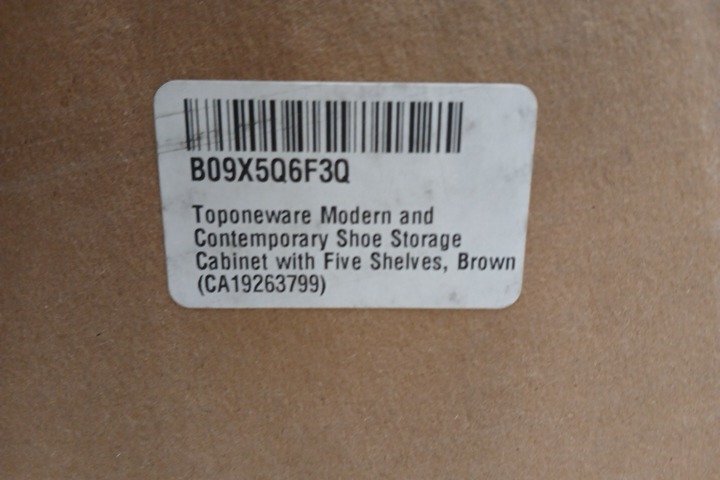 B09X5Q6F3Q
Toponeware Modern and
Contemporary Shoe Storage
Cabinet with Five Shelves, Brown
(CA19263799)